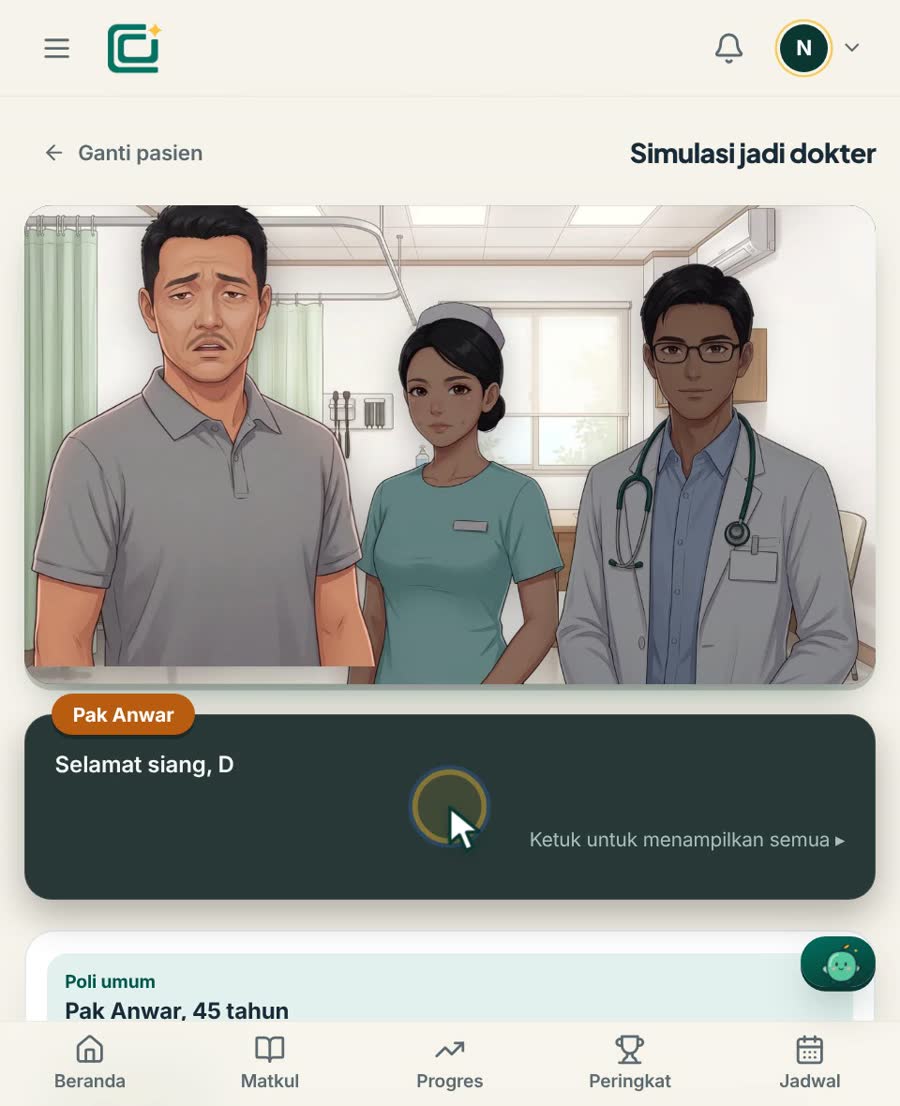 N
Ganti pasien
Simulasi jadi dokter
Pak Anwar
Selamat siang, D
Ketuk untuk menampilkan semua ▸
Poli umum
Pak Anwar, 45 tahun
Beranda
Matkul
Progres
Peringkat
Jadwal